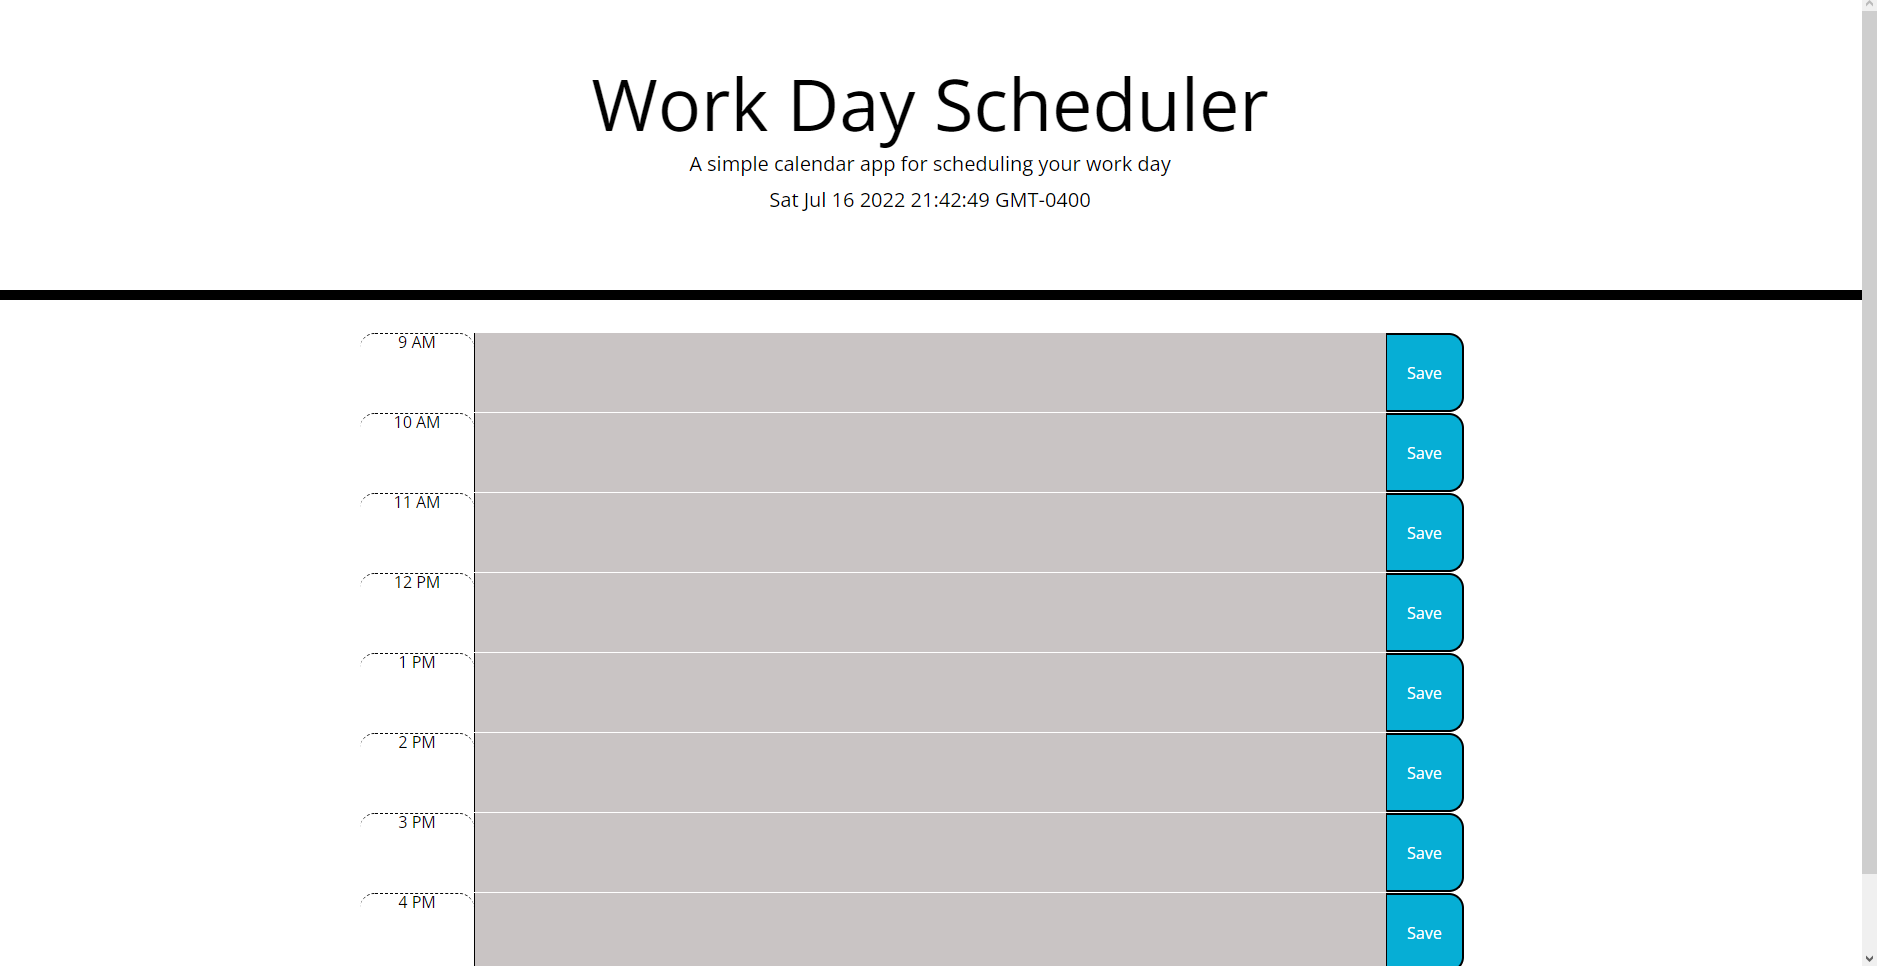 Work Day Scheduler
A simple calendar app for scheduling your work day
Sat Jul 16 2022 21:42:49 GMT-0400
9 AM
Save
10 AM
Save
11 AM
Save
12 PM
Save
1 PM
Save
2 PM
Save
3 PM
Save
4 PM
Save